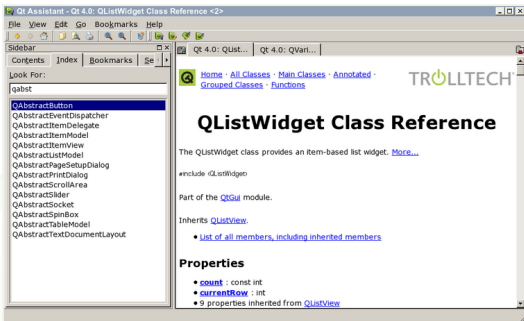 Qt Assistant - Qt 4.0: QListWidget Class Reference <2>
File View Edit Go Bookmarks Help
Sidebar
Contents Index Bookmarks Se
Look For:
qabst
QAbstractButton
QAbstractEventDispatcher
QAbstractItemDelegate
QAbstractItemModel
QAbstractItemView
QAbstractListModel
QAbstractPageSetupDialog
QAbstractPrintDialog
QAbstractScrollArea
QAbstractSlider
QAbstractSocket
QAbstractSpinBox
QAbstractTableModel
QAbstractTextDocumentLayout
Qt 4.0: QList... Qt 4.0: QVari...
Home · All Classes · Main Classes · Annotated ·
Grouped Classes · Functions
TROLLTECH
QListWidget Class Reference
The QListWidget class provides an item-based list widget. More...
#include <QListWidget>
Part of the QtGui module.
Inherits QListView.
• List of all members, including inherited members
Properties
• count : const int
• currentRow : int
• 9 properties inherited from QListView